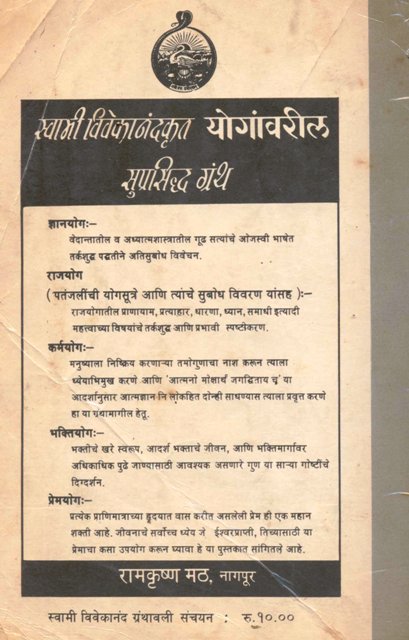 स्वामी विवेकानंदकृत योगांवरील
सुप्रसिद्ध ग्रंथ
ज्ञानयोगः—
वेदान्तातील व अध्यात्मशास्त्रातील गूढ सत्यांचे ओजस्वी भाषेत
तर्कशुद्ध पद्धतीने अतिसुबोध विवेचन.
राजयोग
(पतंजलींची योगसूत्रे आणि त्यांचे सुबोध विवरण यांसह):—
राजयोगातील प्राणायाम, प्रत्याहार, धारणा, ध्यान, समाधी इत्यादी
महत्त्वाच्या विषयांचे तर्कशुद्ध आणि प्रभावी स्पष्टीकरण.
कर्मयोगः—
मनुष्याला निष्क्रिय करणाऱ्या तमोगुणाचा नाश करून त्याला
ध्येयाभिमुख करणे आणि 'आत्मनो मोक्षार्थं जगद्धिताय च' या
आदर्शानुसार आत्मज्ञान नि लोकहित दोन्ही साधण्यास त्याला प्रवृत्त करणे
हा या ग्रंथामागील हेतू.
भक्तियोगः—
भक्तीचे खरे स्वरूप, आदर्श भक्ताचे जीवन, आणि भक्तिमार्गावर
अधिकाधिक पुढे जाण्यासाठी आवश्यक असणारे गुण या साऱ्या गोष्टींचे
दिग्दर्शन.
प्रेमयोगः—
प्रत्येक प्राणिमात्राच्या हृदयात वास करीत असलेली प्रेम ही एक महान
शक्ती आहे. जीवनाचे सर्वोच्च ध्येय जे ईश्वरप्राप्ती, तिच्यासाठी या
प्रेमाचा कसा उपयोग करून घ्यावा हे या पुस्तकात सांगितले आहे.
रामकृष्ण मठ, नागपूर
स्वामी विवेकानंद ग्रंथावली संचयन : रु.१०.००